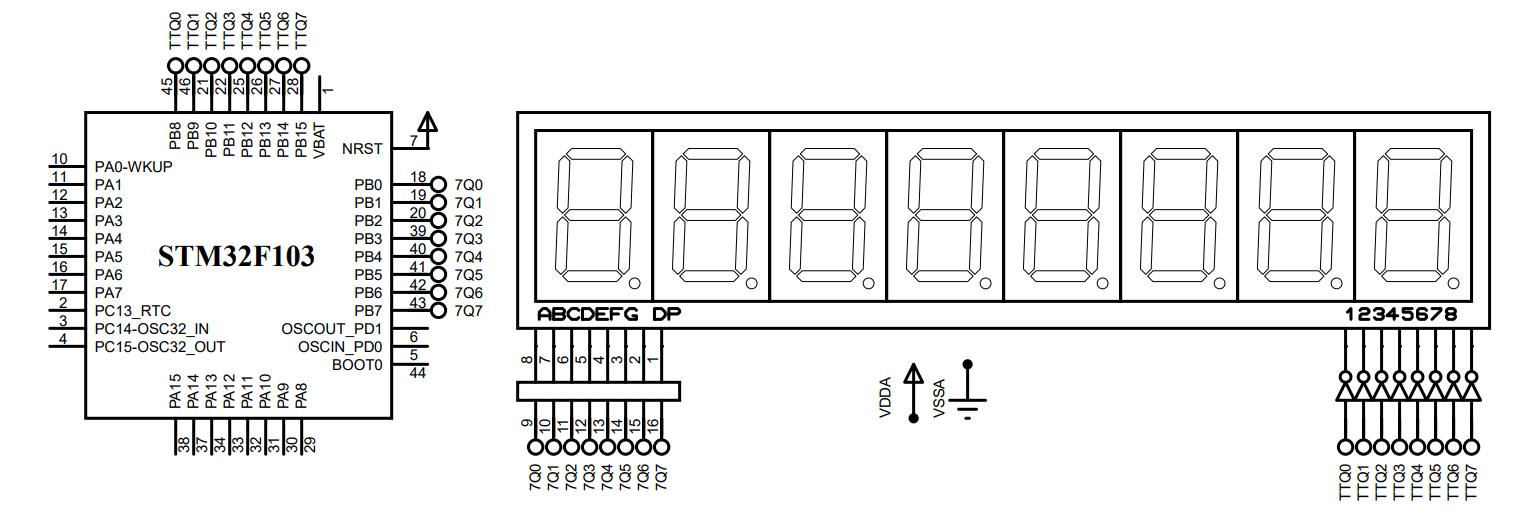 TTQ0 TTQ1 TTQ2 TTQ3 TTQ4 TTQ5 TTQ6 TTQ7
45 46 21 22 25 26 27 28 1
PB8 PB9 PB10 PB11 PB12 PB13 PB14 PB15 VBAT
NRST 7
10 PA0-WKUP
11 PA1
12 PA2
13 PA3
14 PA4
15 PA5
16 PA6
17 PA7
2 PC13_RTC
3 PC14-OSC32_IN
4 PC15-OSC32_OUT
STM32F103
PB0 18 7Q0
PB1 19 7Q1
PB2 20 7Q2
PB3 39 7Q3
PB4 40 7Q4
PB5 41 7Q5
PB6 42 7Q6
PB7 43 7Q7
OSCOUT_PD1 6
OSCIN_PD0 5
BOOT0 44
PA15 PA14 PA13 PA12 PA11 PA10 PA9 PA8
38 37 34 33 32 31 30 29
ABCDEFG DP
12345678
8 7 6 5 4 3 2 1
9 10 11 12 13 14 15 16
7Q0 7Q1 7Q2 7Q3 7Q4 7Q5 7Q6 7Q7
VDDA
VSSA
TTQ0 TTQ1 TTQ2 TTQ3 TTQ4 TTQ5 TTQ6 TTQ7